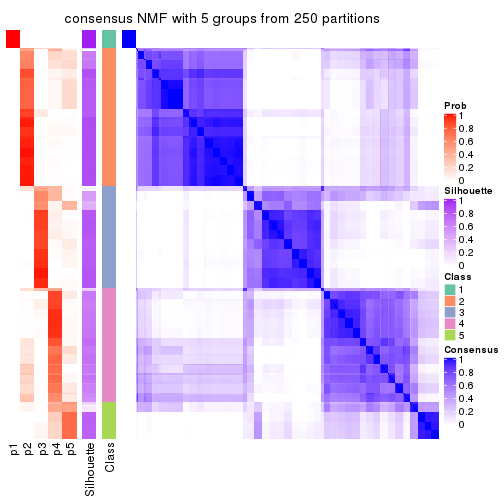 consensus NMF with 5 groups from 250 partitions
Prob
1
0.8
0.6
0.4
0.2
0
Silhouette
1
0.8
0.6
0.4
0.2
0
Class
1
2
3
4
5
Consensus
1
0.8
0.6
0.4
0.2
0
p1
p2
p3
p4
p5
Silhouette
Class